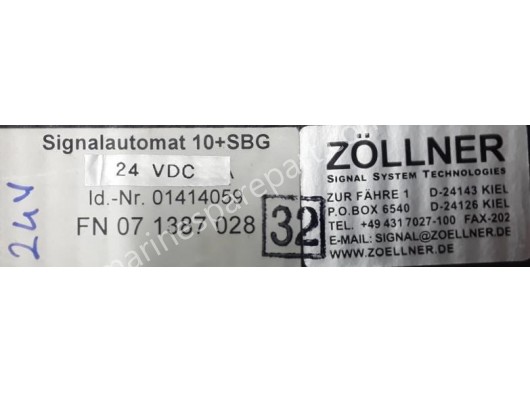 24V
Signalautomat 10+SBG
24 VDC A
Id.-Nr. 01414059
FN 07 1387 028
32
ZÖLLNER
SIGNAL SYSTEM TECHNOLOGIES
ZUR FÄHRE 1 D-24143 KIEL
P.O.BOX 6540 D-24126 KIEL
TEL. +49 431 7027-100 FAX-202
E-MAIL: SIGNAL@ZOELLNER.DE
WWW.ZOELLNER.DE